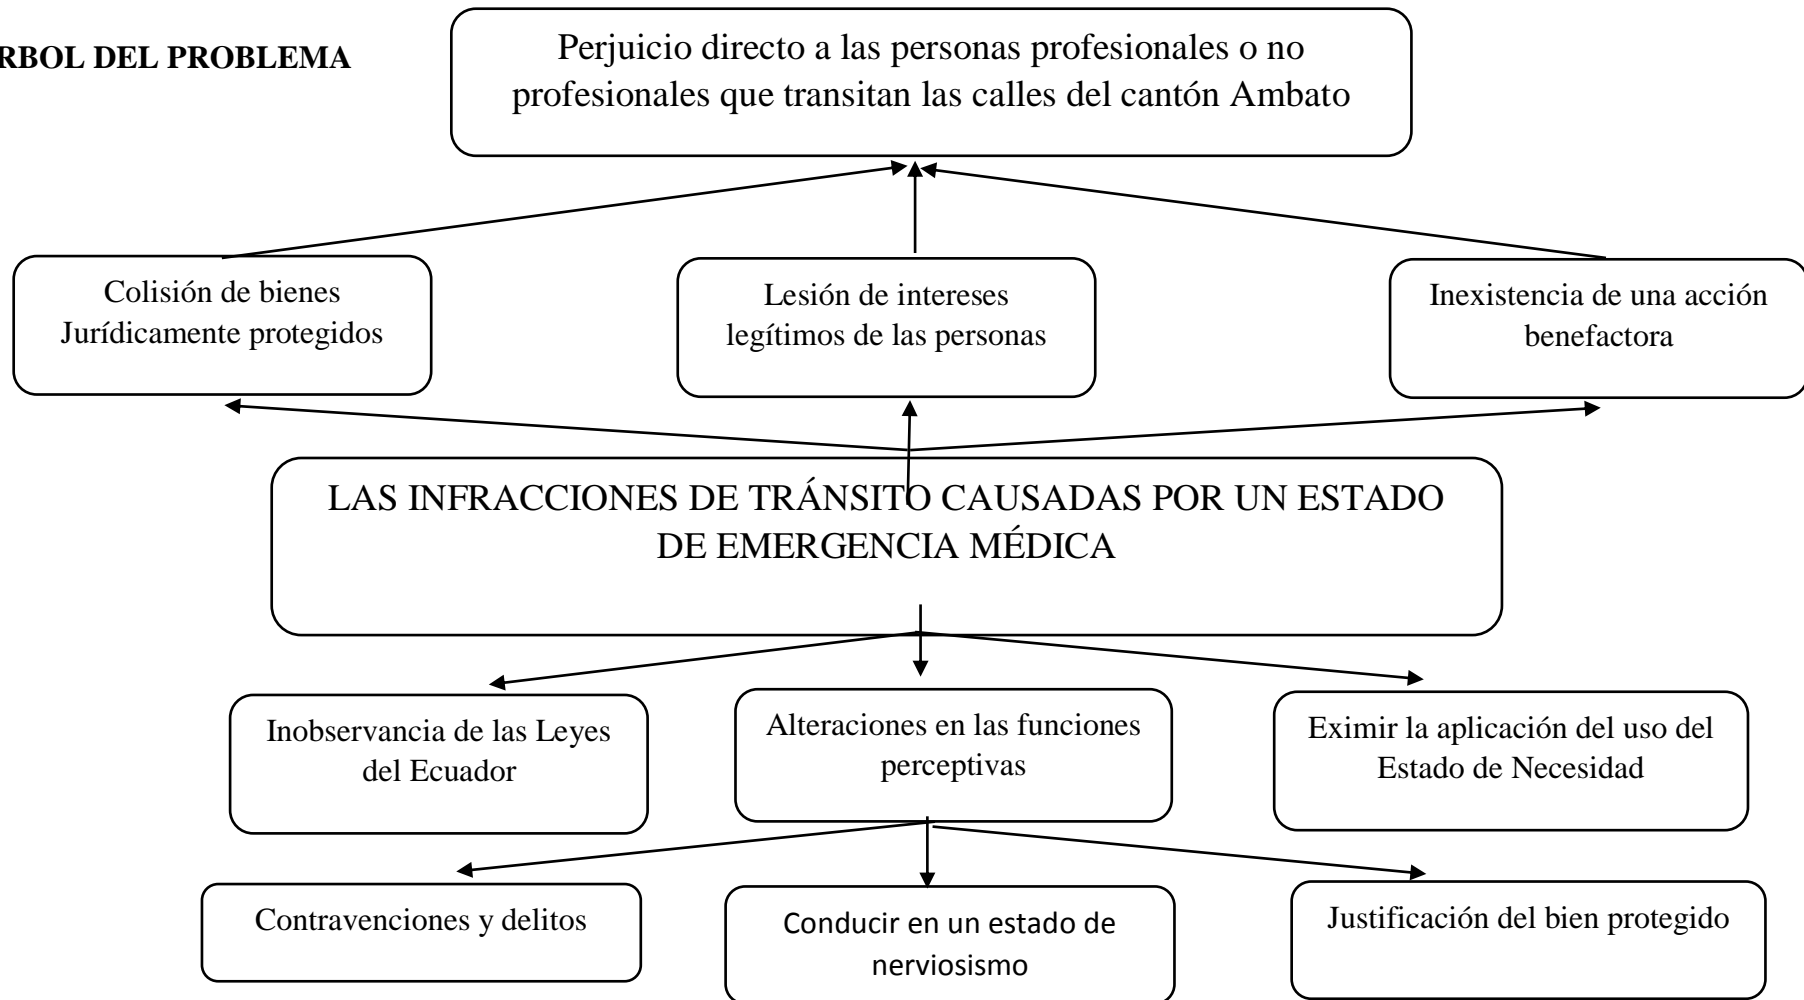 RBOL DEL PROBLEMA
Perjuicio directo a las personas profesionales o no
profesionales que transitan las calles del cantón Ambato
Colisión de bienes
Jurídicamente protegidos
Lesión de intereses
legítimos de las personas
Inexistencia de una acción
benefactora
LAS INFRACCIONES DE TRÁNSITO CAUSADAS POR UN ESTADO
DE EMERGENCIA MÉDICA
Inobservancia de las Leyes
del Ecuador
Alteraciones en las funciones
perceptivas
Eximir la aplicación del uso del
Estado de Necesidad
Contravenciones y delitos
Conducir en un estado de
nerviosismo
Justificación del bien protegido